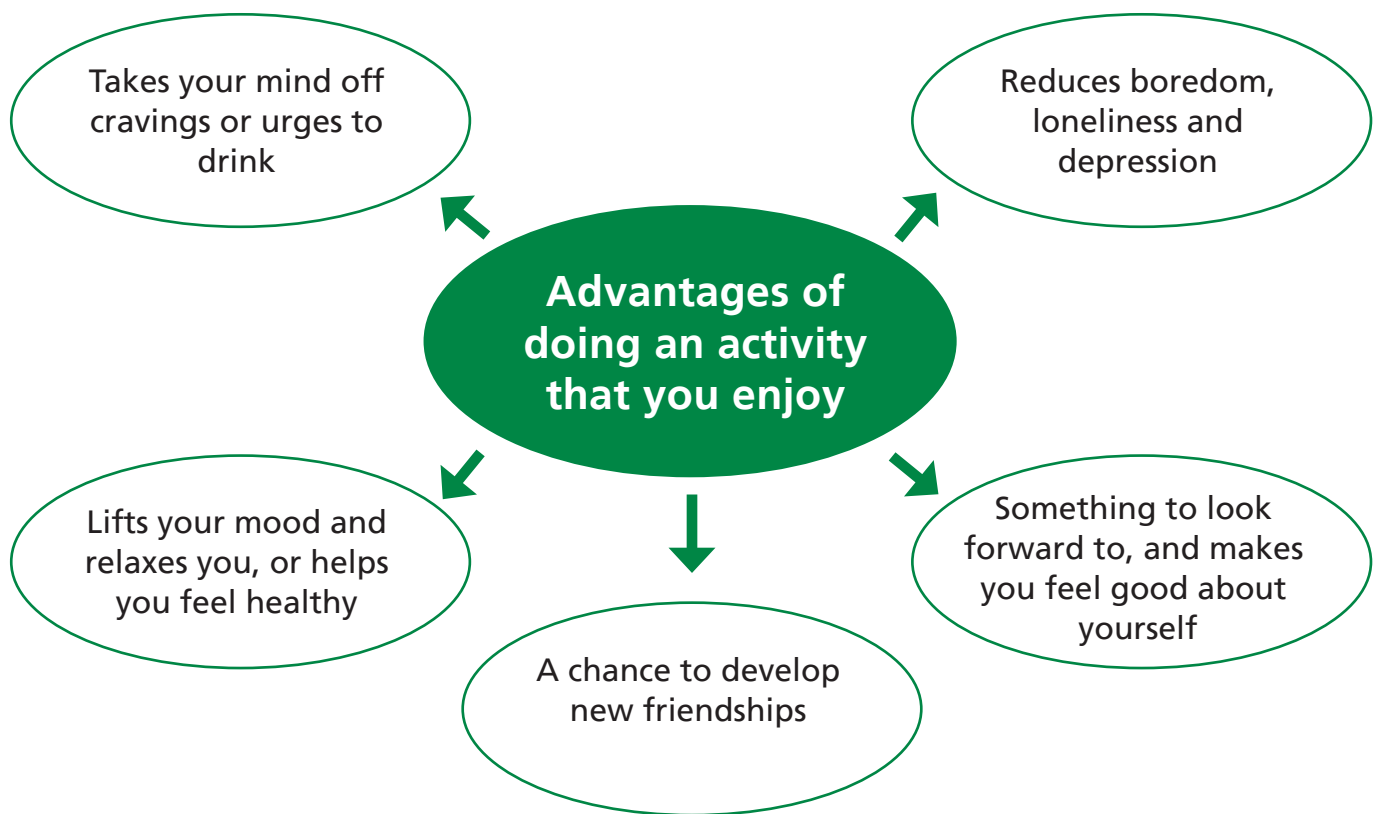 Takes your mind off
cravings or urges to
drink
Reduces boredom,
loneliness and
depression
Advantages of
doing an activity
that you enjoy
Lifts your mood and
relaxes you, or helps
you feel healthy
Something to look
forward to, and makes
you feel good about
yourself
A chance to develop
new friendships